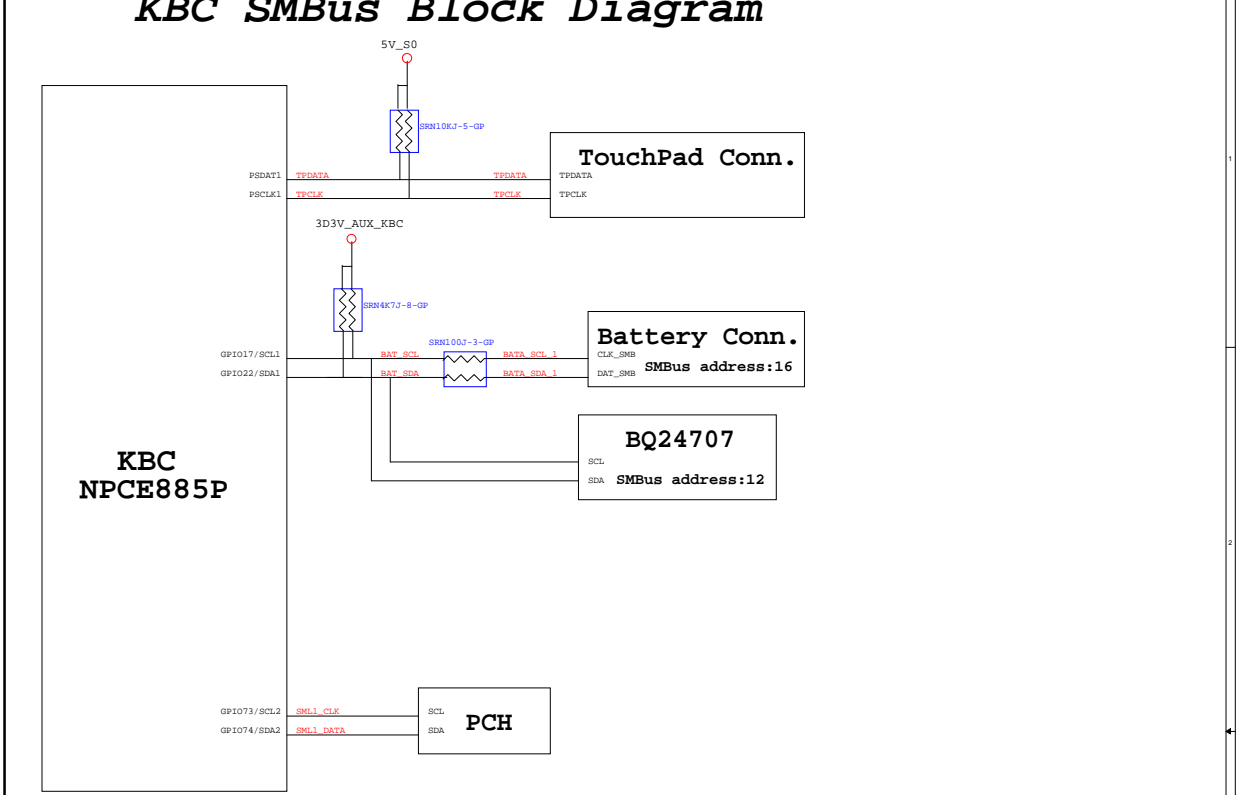 KBC SMBus Block Diagram
5V_S0
SRN10KJ-5-GP
TouchPad Conn.
PSDAT1 TPDATA TPDATA TPDATA
PSCLK1 TPCLK TPCLK TPCLK
3D3V_AUX_KBC
SRN4K7J-8-GP
SRN100J-3-GP
Battery Conn.
GPIO17/SCL1 BAT_SCL BATA_SCL_1 CLK_SMB
GPIO22/SDA1 BAT_SDA BATA_SDA_1 DAT_SMB SMBus address:16
BQ24707
SCL
SDA SMBus address:12
KBC
NPCE885P
GPIO73/SCL2 SML1_CLK SCL
GPIO74/SDA2 SML1_DATA SDA
PCH
1
2